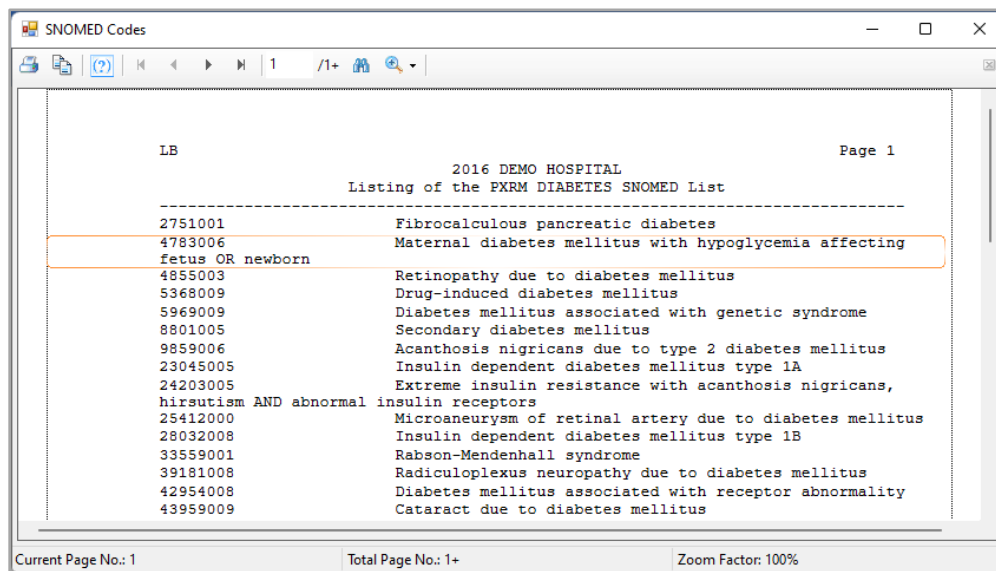 SNOMED Codes
(?) 1 /1+
LB Page 1
2016 DEMO HOSPITAL
Listing of the PXRM DIABETES SNOMED List
--------------------------------------------------------------------------------
2751001 Fibrocalculous pancreatic diabetes
4783006 Maternal diabetes mellitus with hypoglycemia affecting
fetus OR newborn
4855003 Retinopathy due to diabetes mellitus
5368009 Drug-induced diabetes mellitus
5969009 Diabetes mellitus associated with genetic syndrome
8801005 Secondary diabetes mellitus
9859006 Acanthosis nigricans due to type 2 diabetes mellitus
23045005 Insulin dependent diabetes mellitus type 1A
24203005 Extreme insulin resistance with acanthosis nigricans,
hirsutism AND abnormal insulin receptors
25412000 Microaneurysm of retinal artery due to diabetes mellitus
28032008 Insulin dependent diabetes mellitus type 1B
33559001 Rabson-Mendenhall syndrome
39181008 Radiculoplexus neuropathy due to diabetes mellitus
42954008 Diabetes mellitus associated with receptor abnormality
43959009 Cataract due to diabetes mellitus
Current Page No.: 1 Total Page No.: 1+ Zoom Factor: 100%